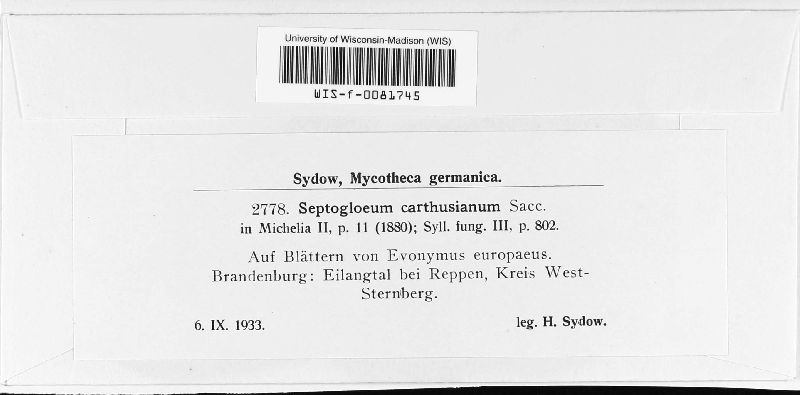 University of Wisconsin-Madison (WIS)
WIS-f-0081745
Sydow, Mycotheca germanica.
2778. Septogloeum carthusianum Sacc.
in Michelia II, p. 11 (1880); Syll. fung. III, p. 802.
Auf Blättern von Evonymus europaeus.
Brandenburg: Eilangtal bei Reppen, Kreis West-
Sternberg.
6. IX. 1933.
leg. H. Sydow.